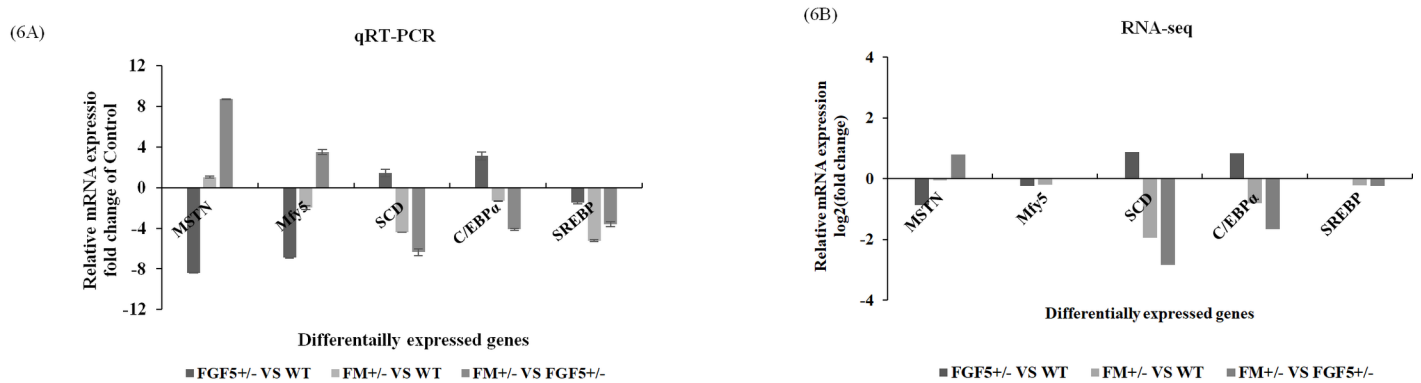 (6A)
qRT-PCR
Relative mRNA expressio
fold change of Control
12
8
4
0
-4
-8
-12
MSTN
Mfy5
SCD
C/EBPα
SREBP
Differentailly expressed genes
FGF5+/- VS WT
FM+/- VS WT
FM+/- VS FGF5+/-
(6B)
RNA-seq
Relative mRNA expression
log2(fold change)
4
2
0
-2
-4
MSTN
Mfy5
SCD
C/EBPα
SREBP
Differentially expressed genes
FGF5+/- VS WT
FM+/- VS WT
FM+/- VS FGF5+/-